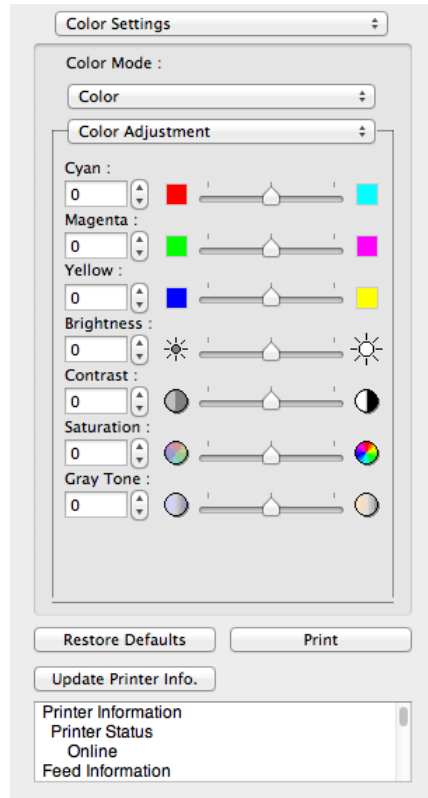 Color Settings
Color Mode :
Color
Color Adjustment
Cyan :
0
Magenta :
0
Yellow :
0
Brightness :
0
Contrast :
0
Saturation :
0
Gray Tone :
0
Restore Defaults Print
Update Printer Info.
Printer Information
Printer Status
Online
Feed Information